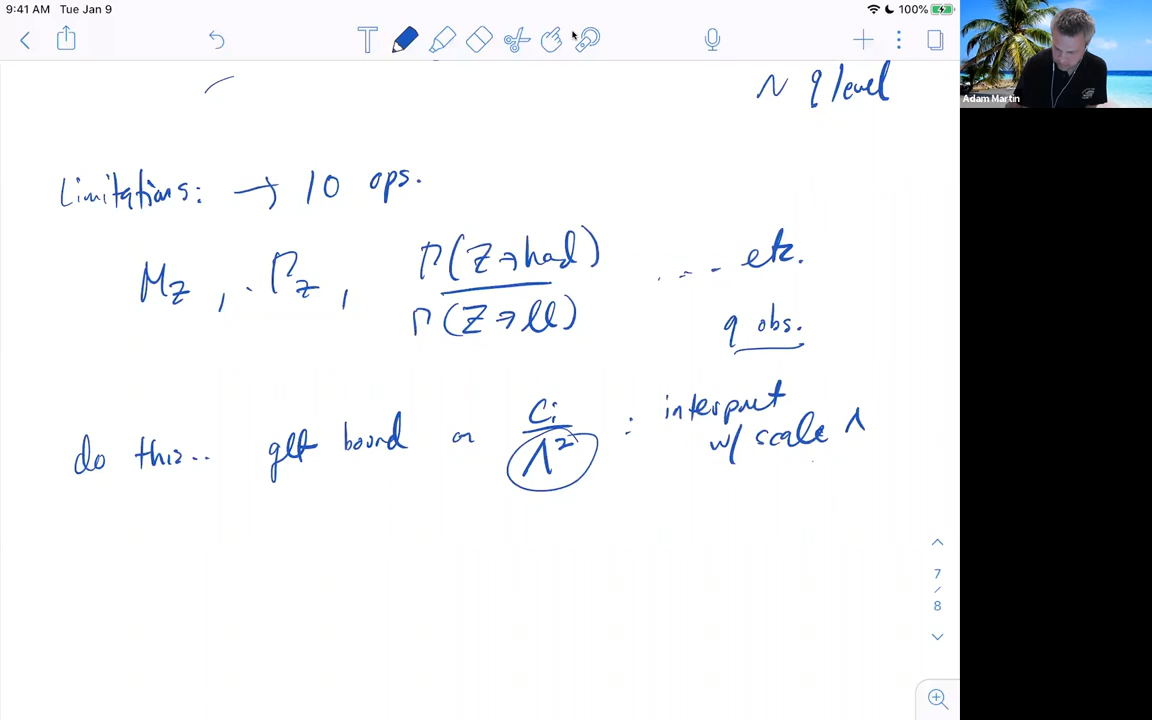 9:41 AM Tue Jan 9
100%
Adam Martin
~ % level
Limitations: → 10 ops.
M_Z , Γ_Z , Γ(Z→had) / Γ(Z→ll) .... etc.
9 obs.
do this.. get bound on C_i / Λ² : interpret
w/ scale Λ
7
/
8